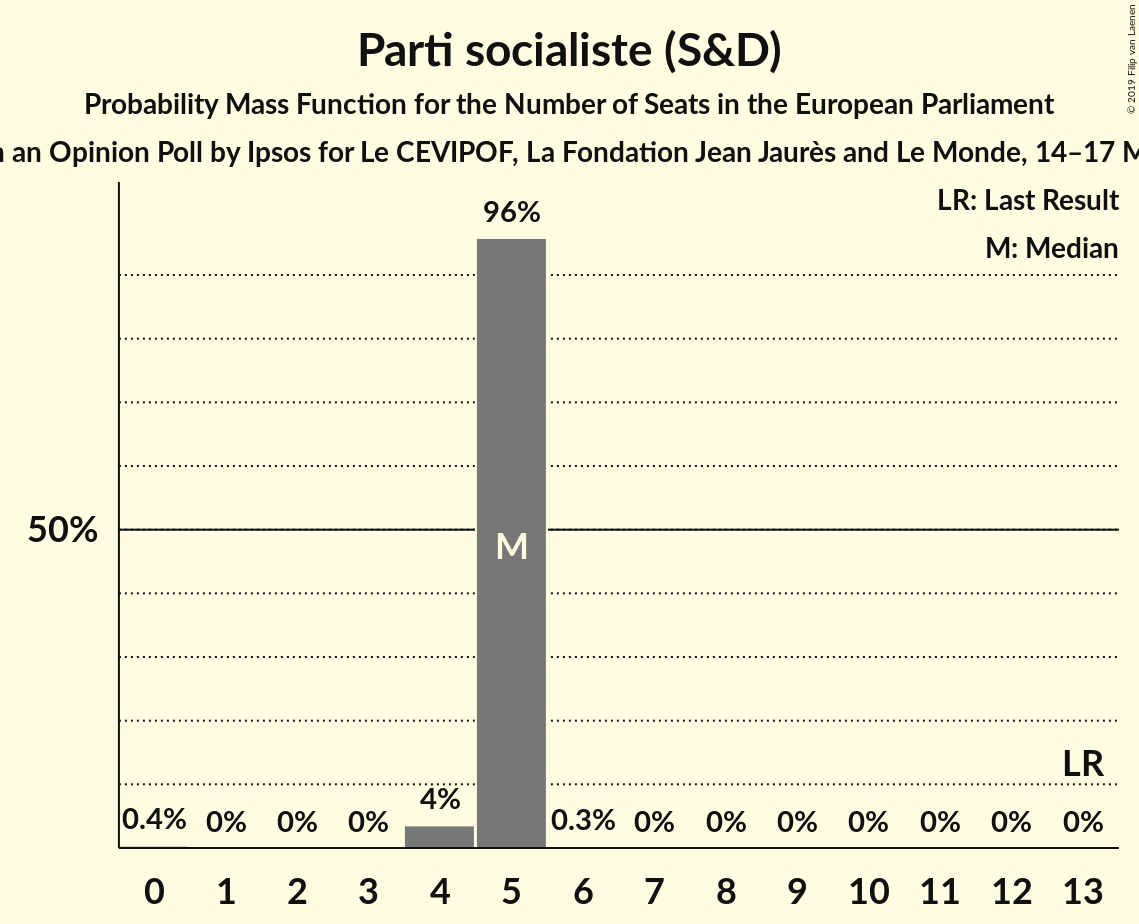 Parti socialiste (S&D)
Probability Mass Function for the Number of Seats in the European Parliament
an Opinion Poll by Ipsos for Le CEVIPOF, La Fondation Jean Jaurès and Le Monde, 14–17
© 2019 Filip van Laenen
LR: Last Result
M: Median
96%
50%
M
LR
0.4% 0% 0% 0% 4% 0.3% 0% 0% 0% 0% 0% 0% 0%
0 1 2 3 4 5 6 7 8 9 10 11 12 13